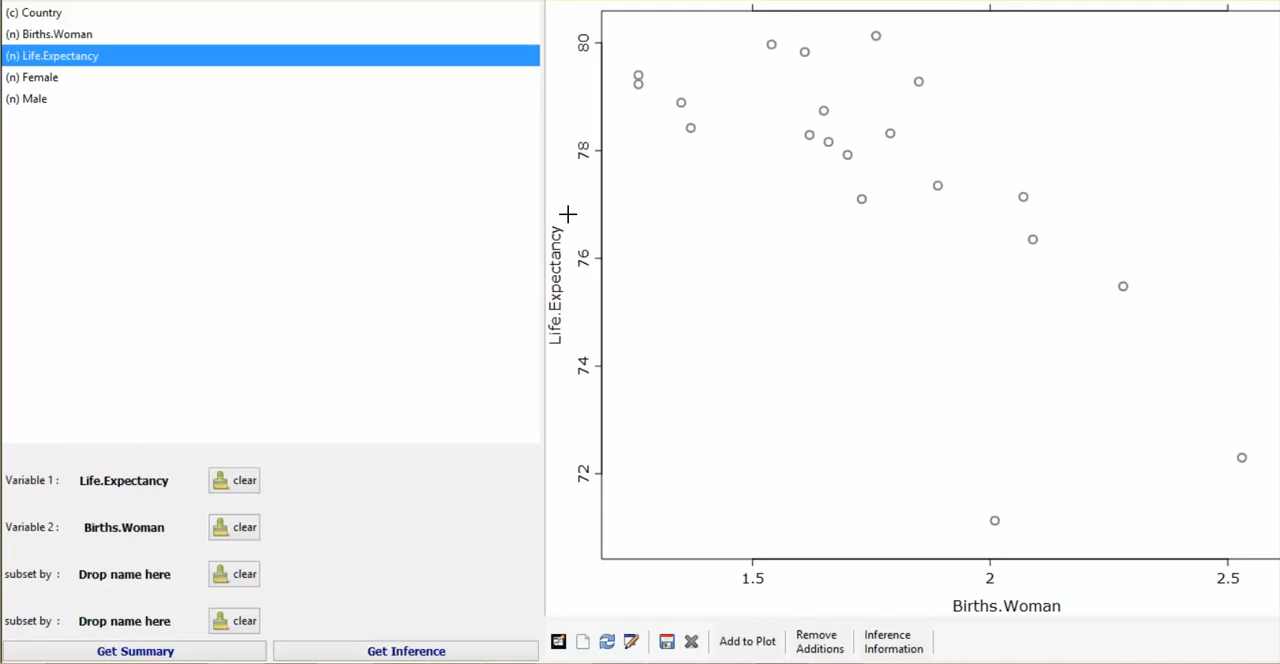 (c) Country
(n) Births.Woman
(n) Life.Expectancy
(n) Female
(n) Male
Variable 1 : Life.Expectancy clear
Variable 2 : Births.Woman clear
subset by : Drop name here clear
subset by : Drop name here clear
Get Summary Get Inference
80
78
76
74
72
Life.Expectancy
1.5 2 2.5
Births.Woman
Add to Plot
Remove Additions
Inference Information